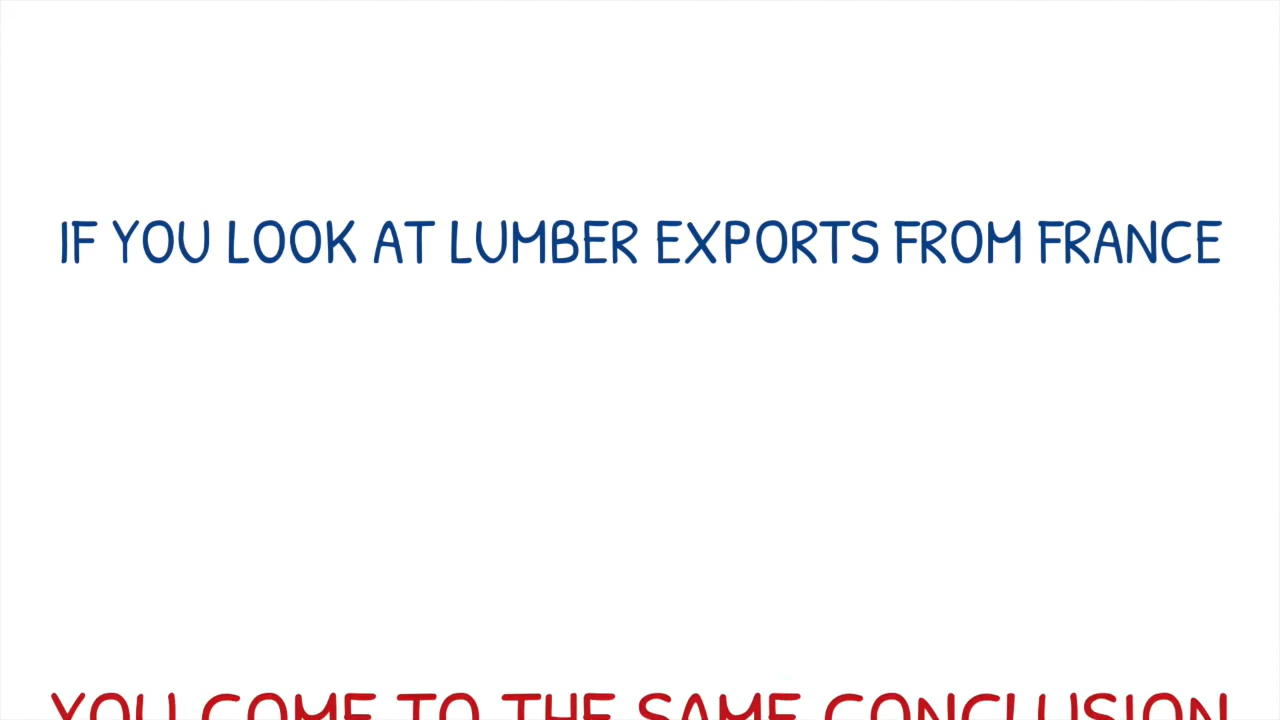 IF YOU LOOK AT LUMBER EXPORTS FROM FRANCE
YOU COME TO THE SAME CONCLUSION